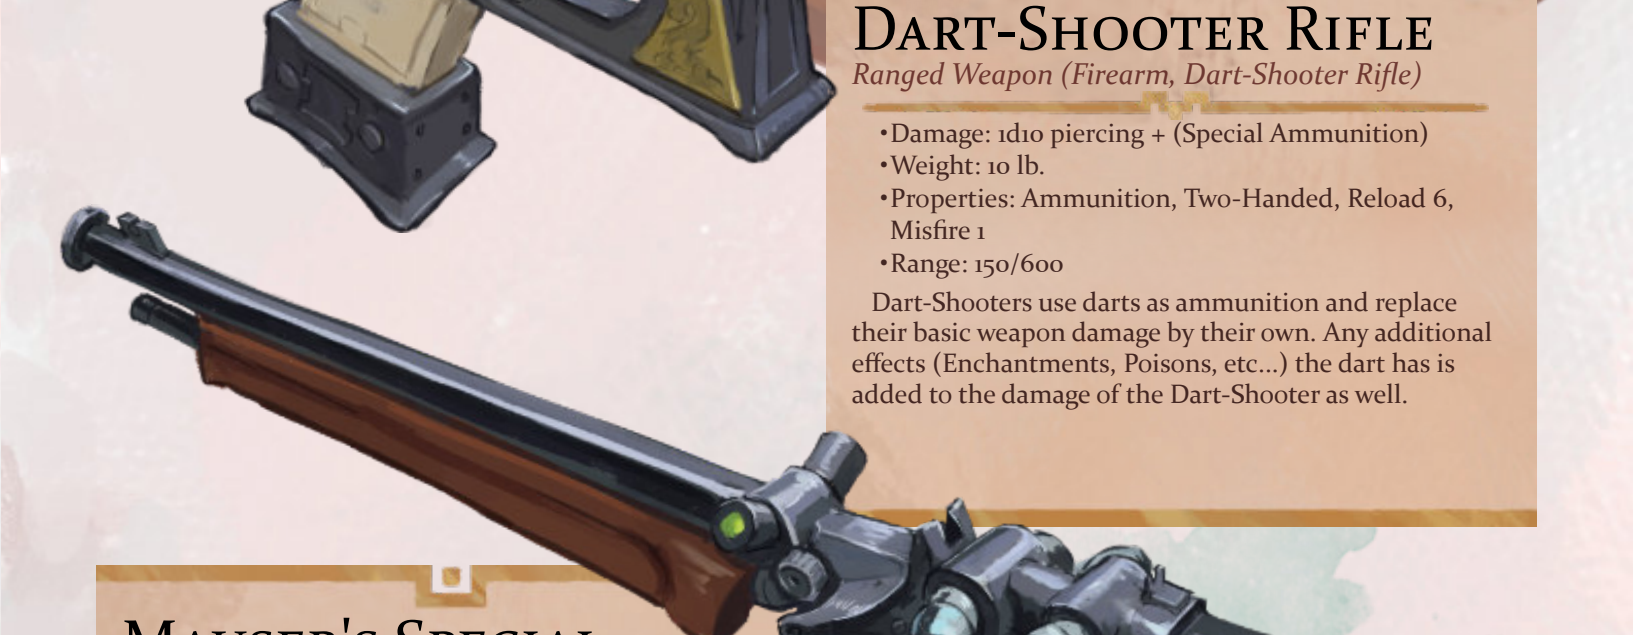 Dart-Shooter Rifle
Ranged Weapon (Firearm, Dart-Shooter Rifle)
•Damage: 1d10 piercing + (Special Ammunition)
•Weight: 10 lb.
•Properties: Ammunition, Two-Handed, Reload 6,
Misfire 1
•Range: 150/600
Dart-Shooters use darts as ammunition and replace
their basic weapon damage by their own. Any additional
effects (Enchantments, Poisons, etc...) the dart has is
added to the damage of the Dart-Shooter as well.
Mauser's Special